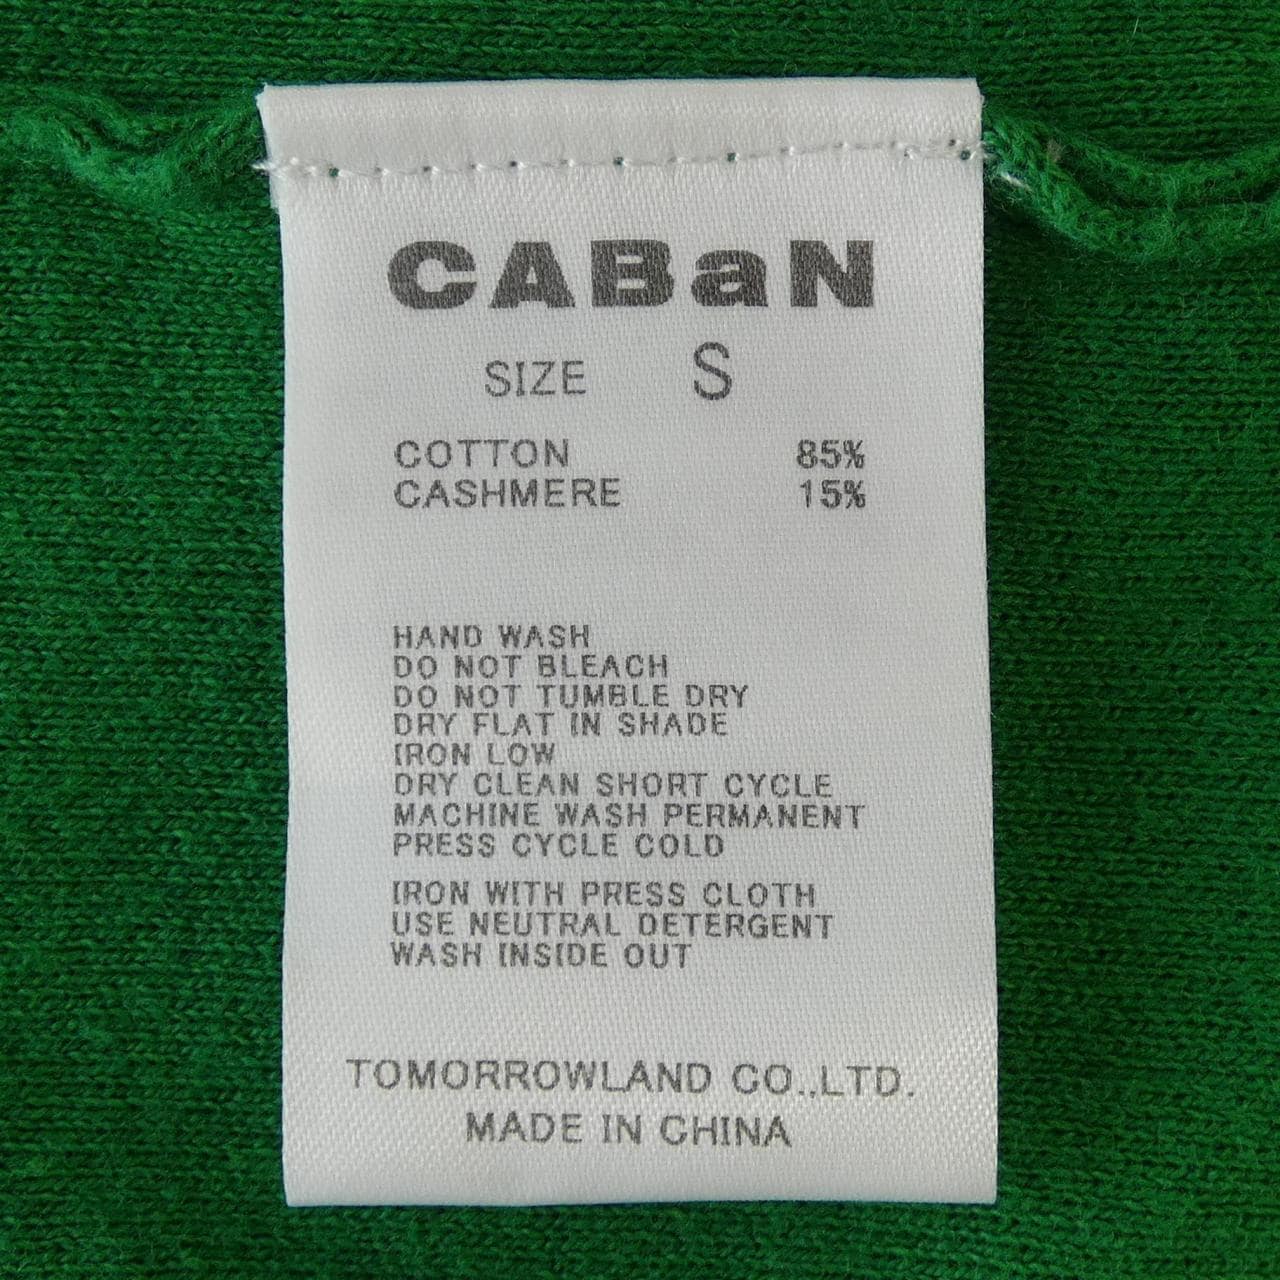 CABaN
SIZE S
COTTON 85%
CASHMERE 15%
HAND WASH
DO NOT BLEACH
DO NOT TUMBLE DRY
DRY FLAT IN SHADE
IRON LOW
DRY CLEAN SHORT CYCLE
MACHINE WASH PERMANENT
PRESS CYCLE COLD
IRON WITH PRESS CLOTH
USE NEUTRAL DETERGENT
WASH INSIDE OUT
TOMORROWLAND CO.,LTD.
MADE IN CHINA